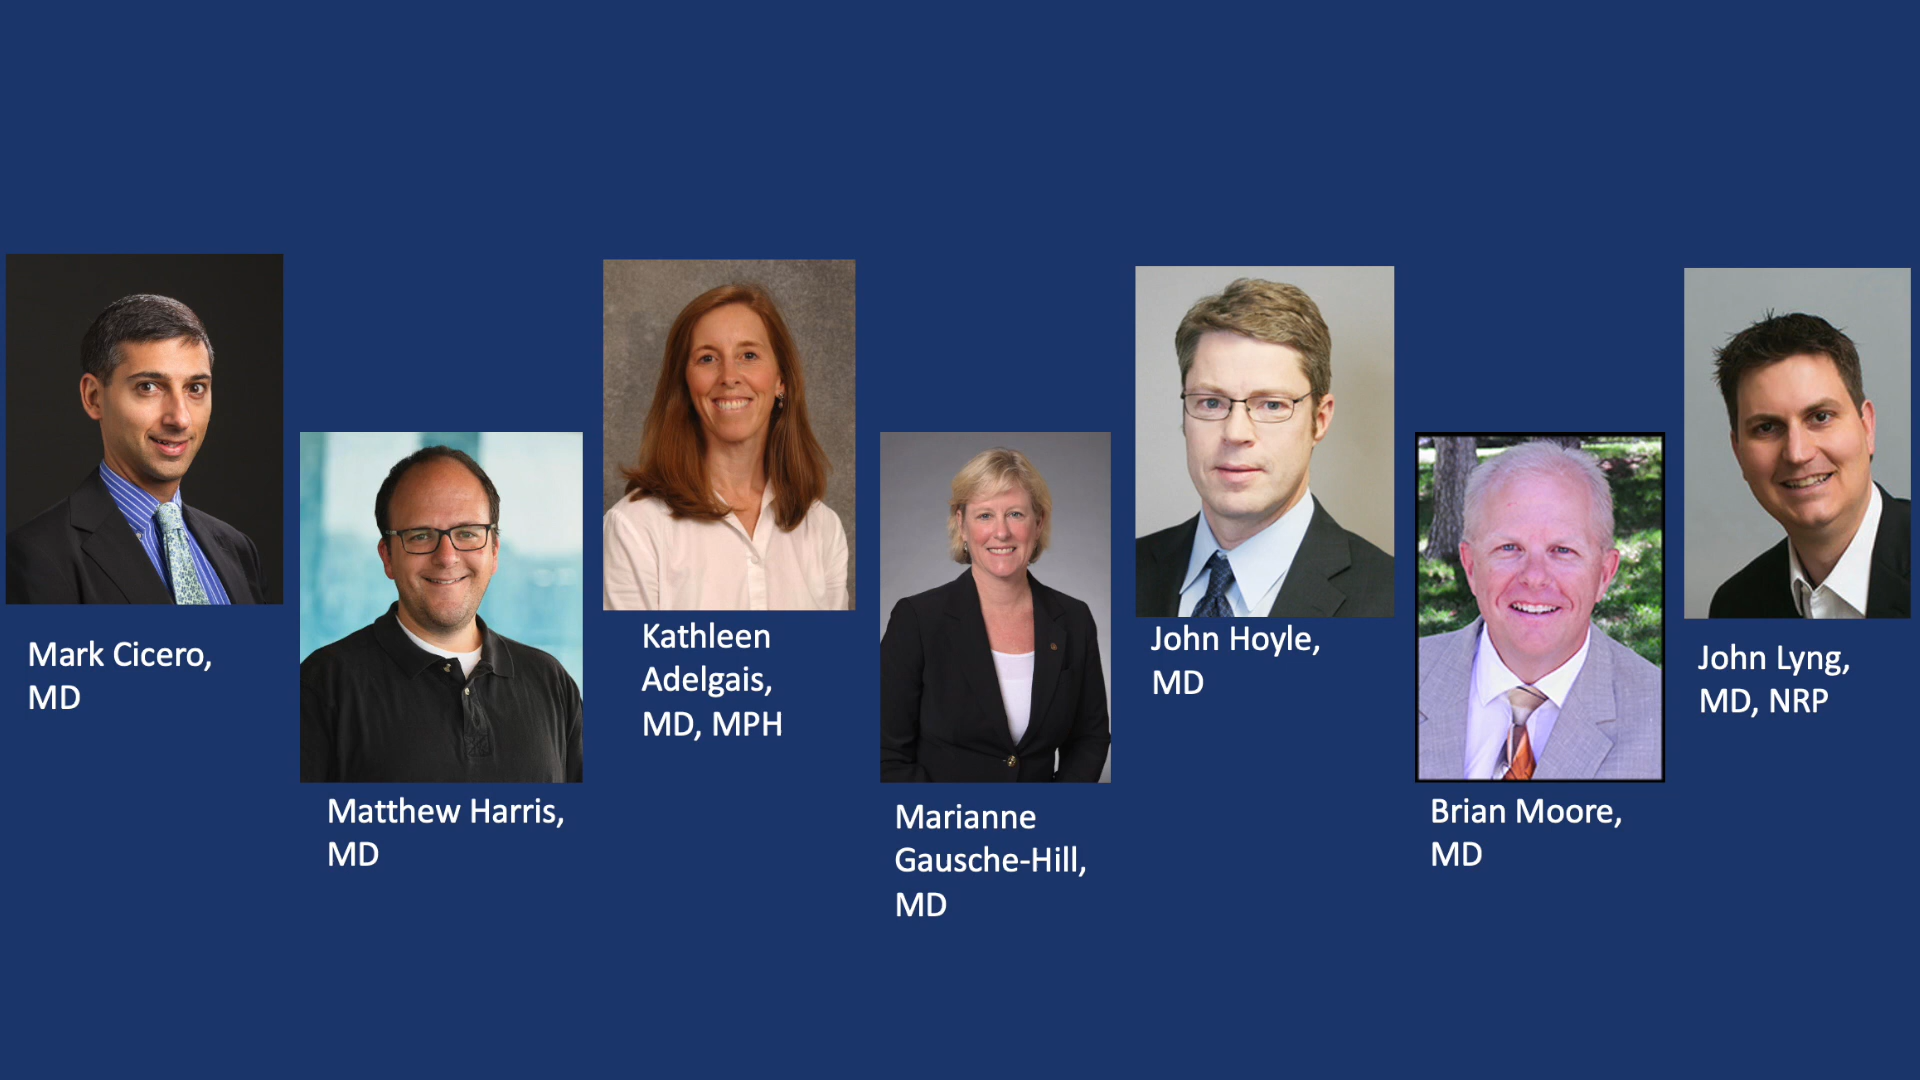 Mark Cicero,
MD
Matthew Harris,
MD
Kathleen
Adelgais,
MD, MPH
Marianne
Gausche-Hill,
MD
John Hoyle,
MD
Brian Moore,
MD
John Lyng,
MD, NRP